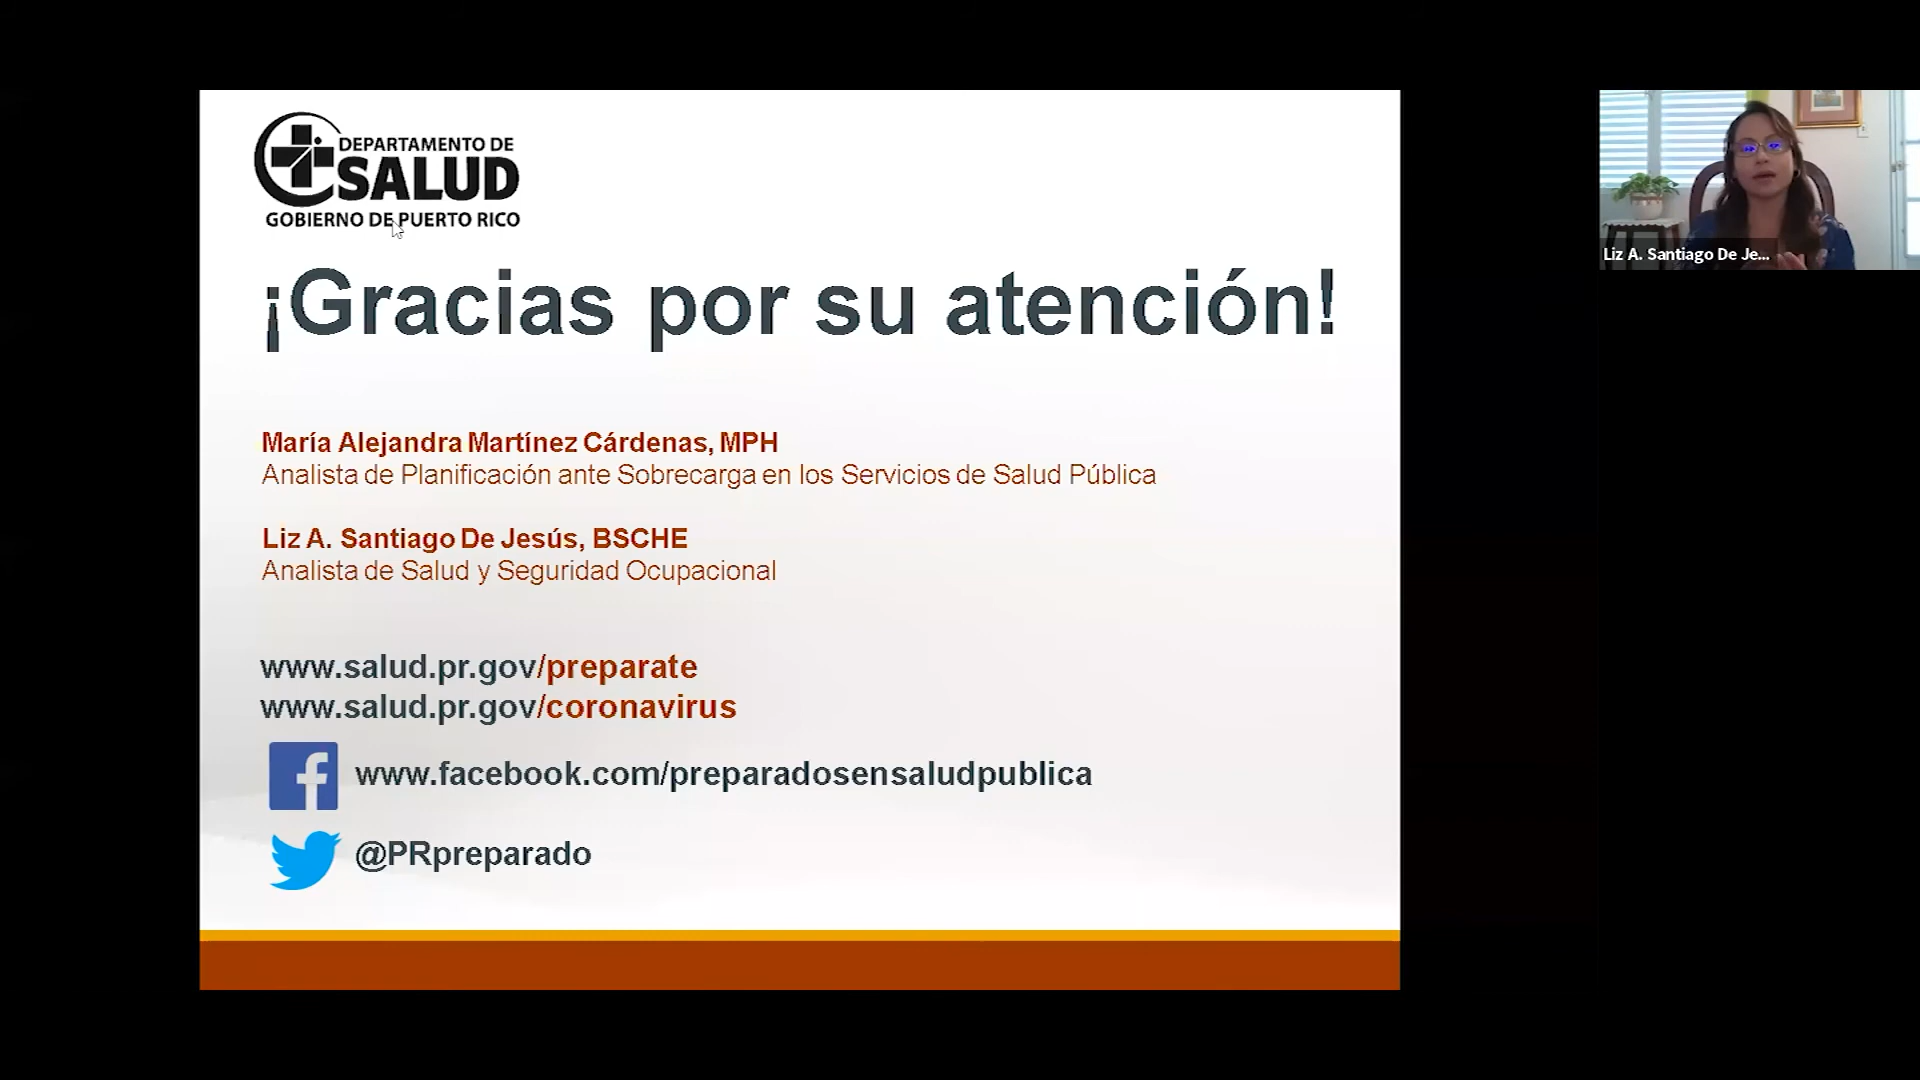 DEPARTAMENTO DE
SALUD
GOBIERNO DE PUERTO RICO
¡Gracias por su atención!
María Alejandra Martínez Cárdenas, MPH
Analista de Planificación ante Sobrecarga en los Servicios de Salud Pública
Liz A. Santiago De Jesús, BSCHE
Analista de Salud y Seguridad Ocupacional
www.salud.pr.gov/preparate
www.salud.pr.gov/coronavirus
www.facebook.com/preparadosensaludpublica
@PRpreparado
Liz A. Santiago De Je...